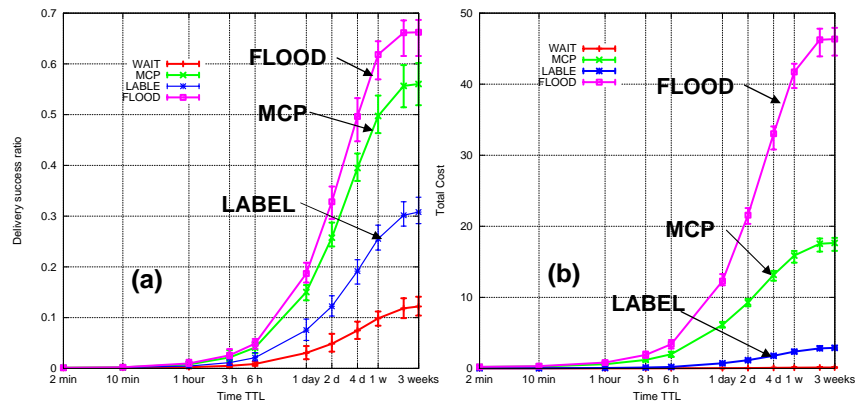 0.7
0.6
0.5
0.4
0.3
0.2
0.1
0
Delivery success ratio
WAIT
MCP
LABLE
FLOOD
FLOOD
MCP
LABEL
(a)
2 min 10 min 1 hour 3 h 6 h 1 day 2 d 4 d 1 w 3 weeks
Time TTL
50
40
30
20
10
0
Total Cost
WAIT
MCP
LABLE
FLOOD
FLOOD
MCP
LABEL
(b)
2 min 10 min 1 hour 3 h 6 h 1 day 2 d 4 d 1 w 3 weeks
Time TTL